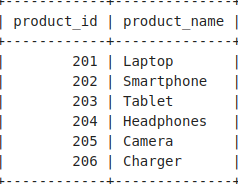 product_id | product_name |
201 | Laptop
202 | Smartphone
203 | Tablet
204 | Headphones
205 | Camera
206 | Charger